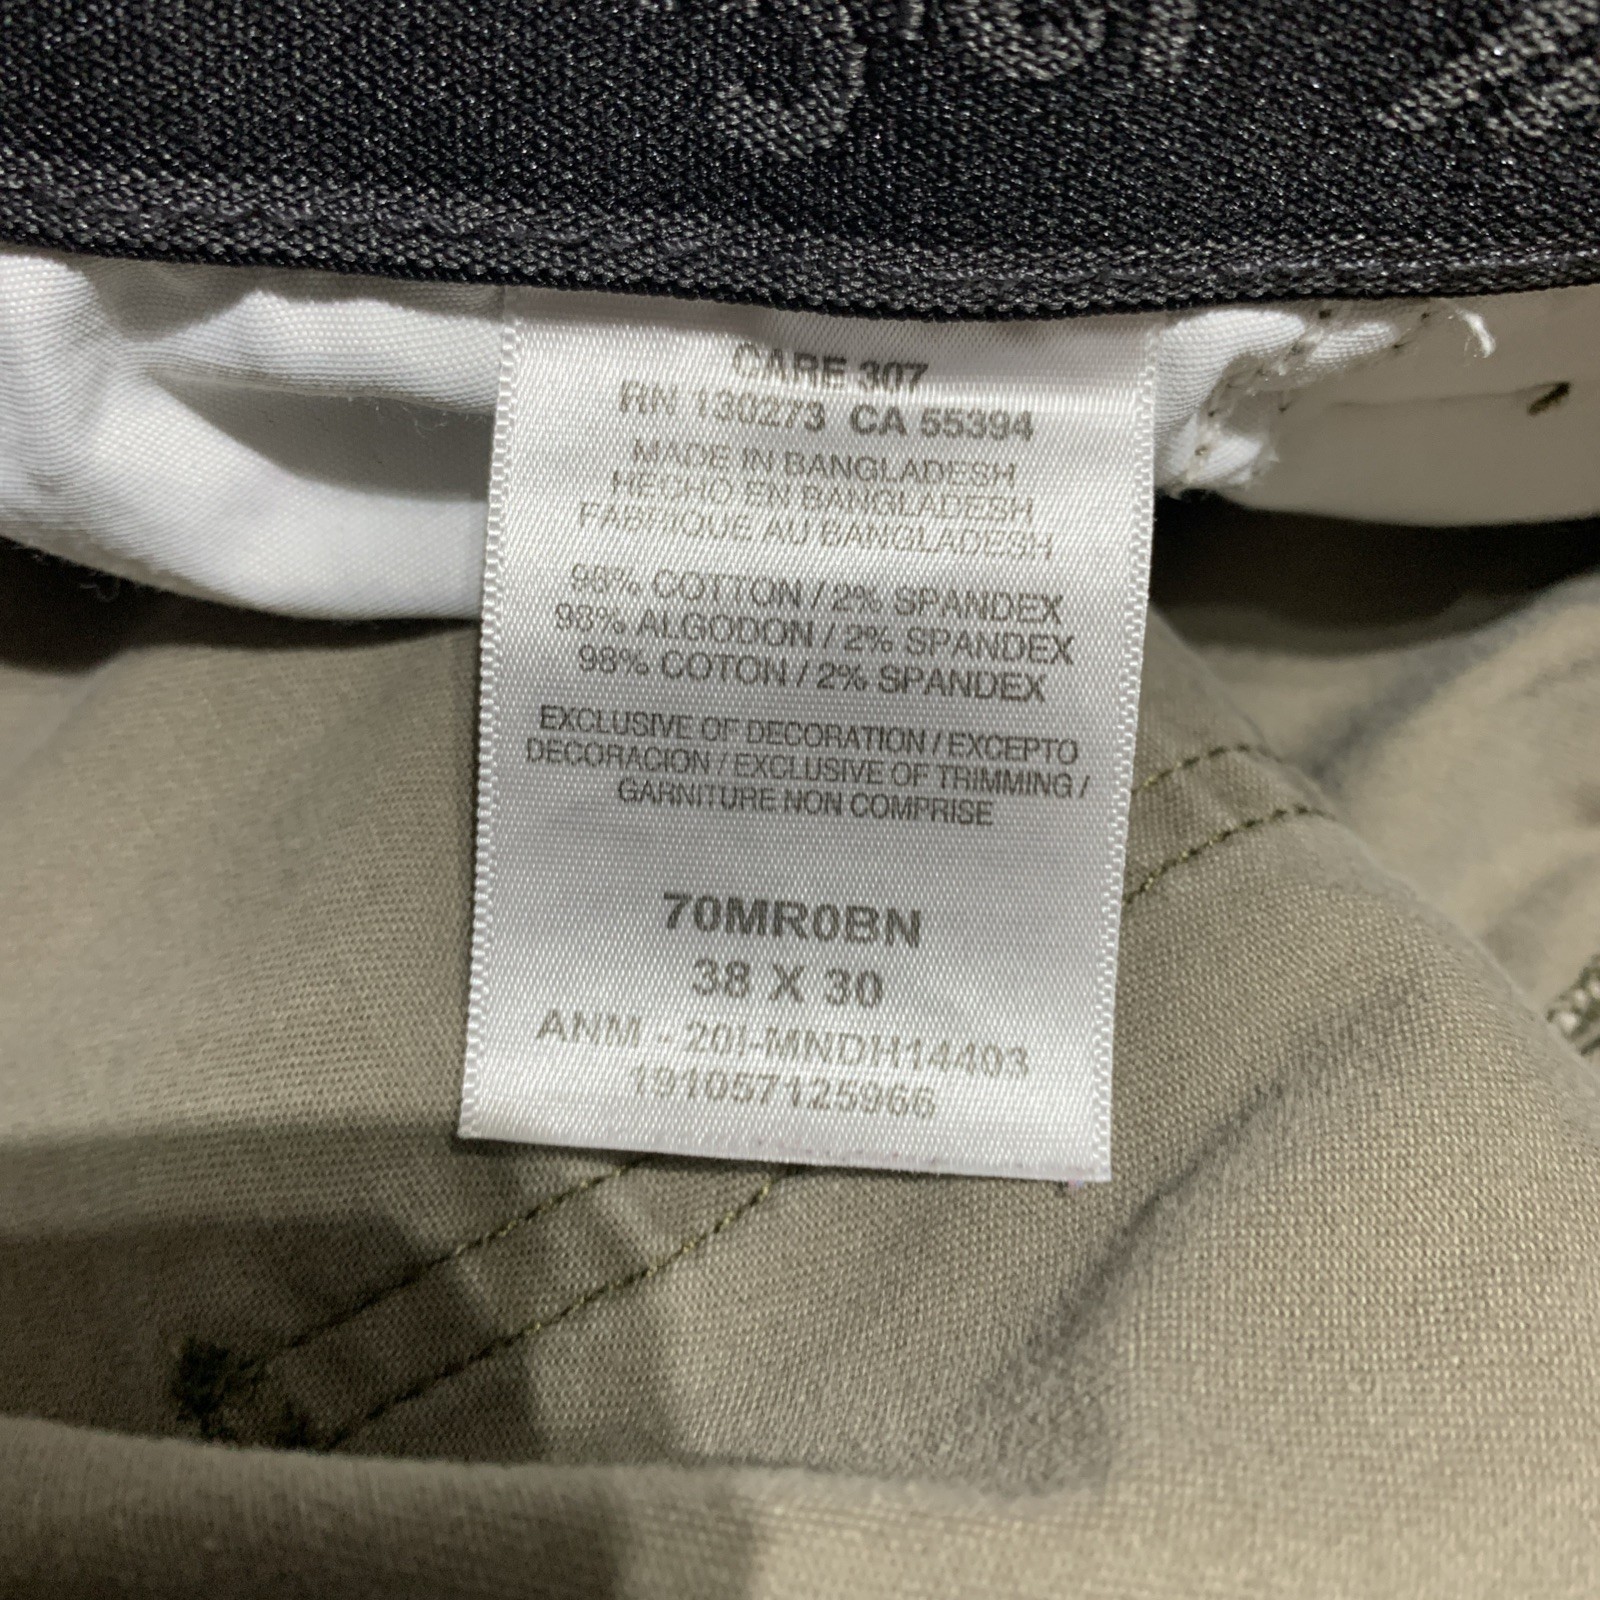 CARE 307
RN 130273 CA 55394
MADE IN BANGLADESH
HECHO EN BANGLADESH
FABRIQUE AU BANGLADESH
98% COTTON / 2% SPANDEX
98% ALGODON / 2% SPANDEX
98% COTON / 2% SPANDEX
EXCLUSIVE OF DECORATION / EXCEPTO
DECORACION / EXCLUSIVE OF TRIMMING /
GARNITURE NON COMPRISE
70MR0BN
38 X 30
ANM - 20I-MNDH14403
191057125966